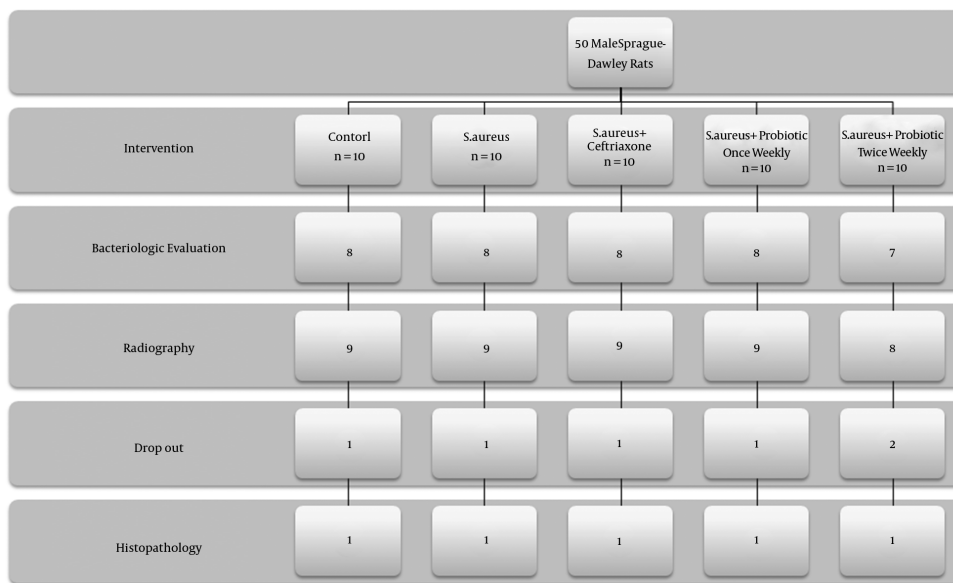 50 MaleSprague-
Dawley Rats
Intervention
Contorl
n = 10
S.aureus
n = 10
S.aureus+
Ceftriaxone
n = 10
S.aureus+ Probiotic
Once Weekly
n = 10
S.aureus+ Probiotic
Twice Weekly
n = 10
Bacteriologic Evaluation
8
8
8
8
7
Radiography
9
9
9
9
8
Drop out
1
1
1
1
2
Histopathology
1
1
1
1
1